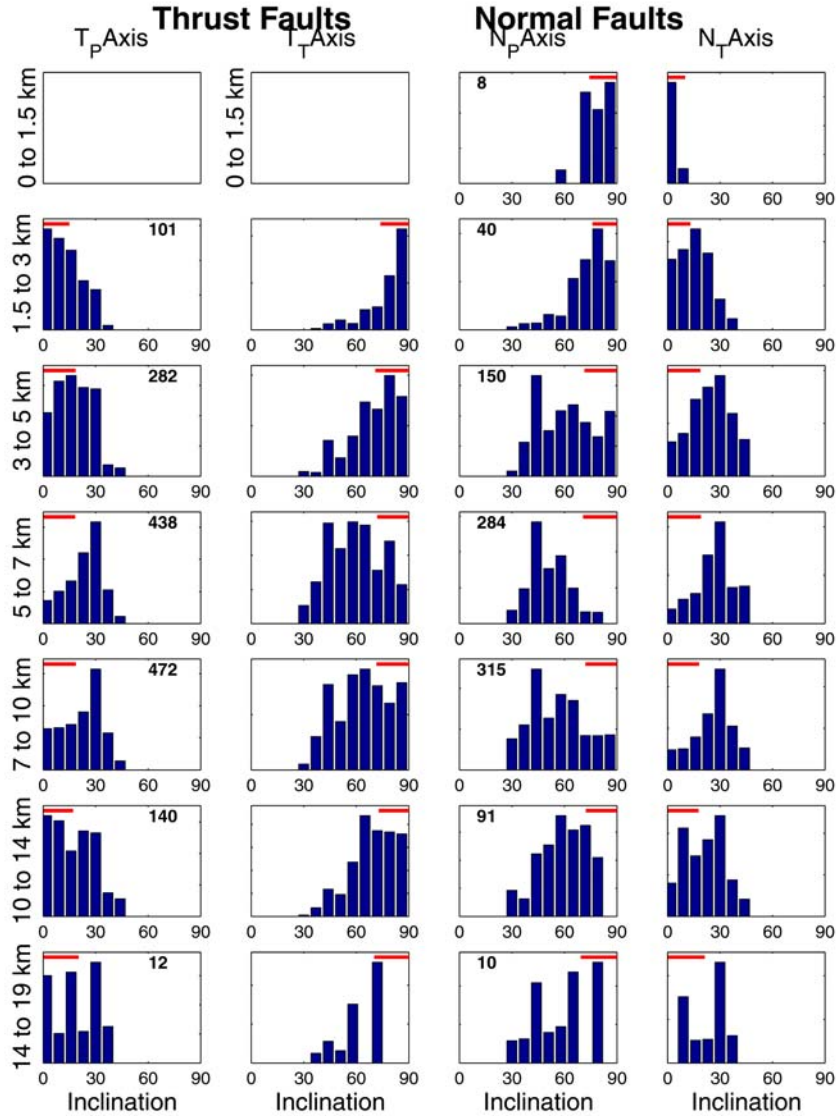 Thrust Faults Normal Faults
T_P Axis T_T Axis N_P Axis N_T Axis
0 to 1.5 km 0 to 1.5 km 8
0 30 60 90 0 30 60 90
1.5 to 3 km 101 40
0 30 60 90 0 30 60 90 0 30 60 90 0 30 60 90
3 to 5 km 282 150
0 30 60 90 0 30 60 90 0 30 60 90 0 30 60 90
5 to 7 km 438 284
0 30 60 90 0 30 60 90 0 30 60 90 0 30 60 90
7 to 10 km 472 315
0 30 60 90 0 30 60 90 0 30 60 90 0 30 60 90
10 to 14 km 140 91
0 30 60 90 0 30 60 90 0 30 60 90 0 30 60 90
14 to 19 km 12 10
0 30 60 90 0 30 60 90 0 30 60 90 0 30 60 90
Inclination Inclination Inclination Inclination